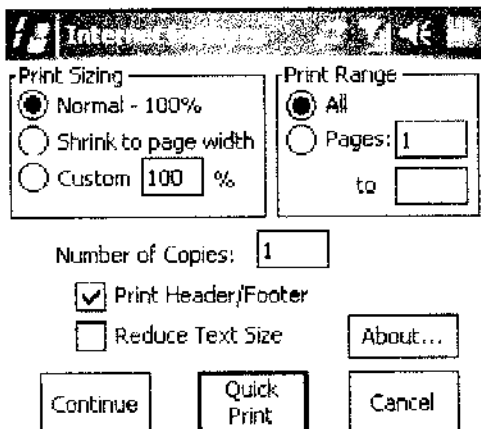 Internet
Print Sizing
Normal - 100%
Shrink to page width
Custom 100 %
Print Range
All
Pages: 1
to
Number of Copies: 1
Print Header/Footer
Reduce Text Size
About...
Continue
Quick
Print
Cancel